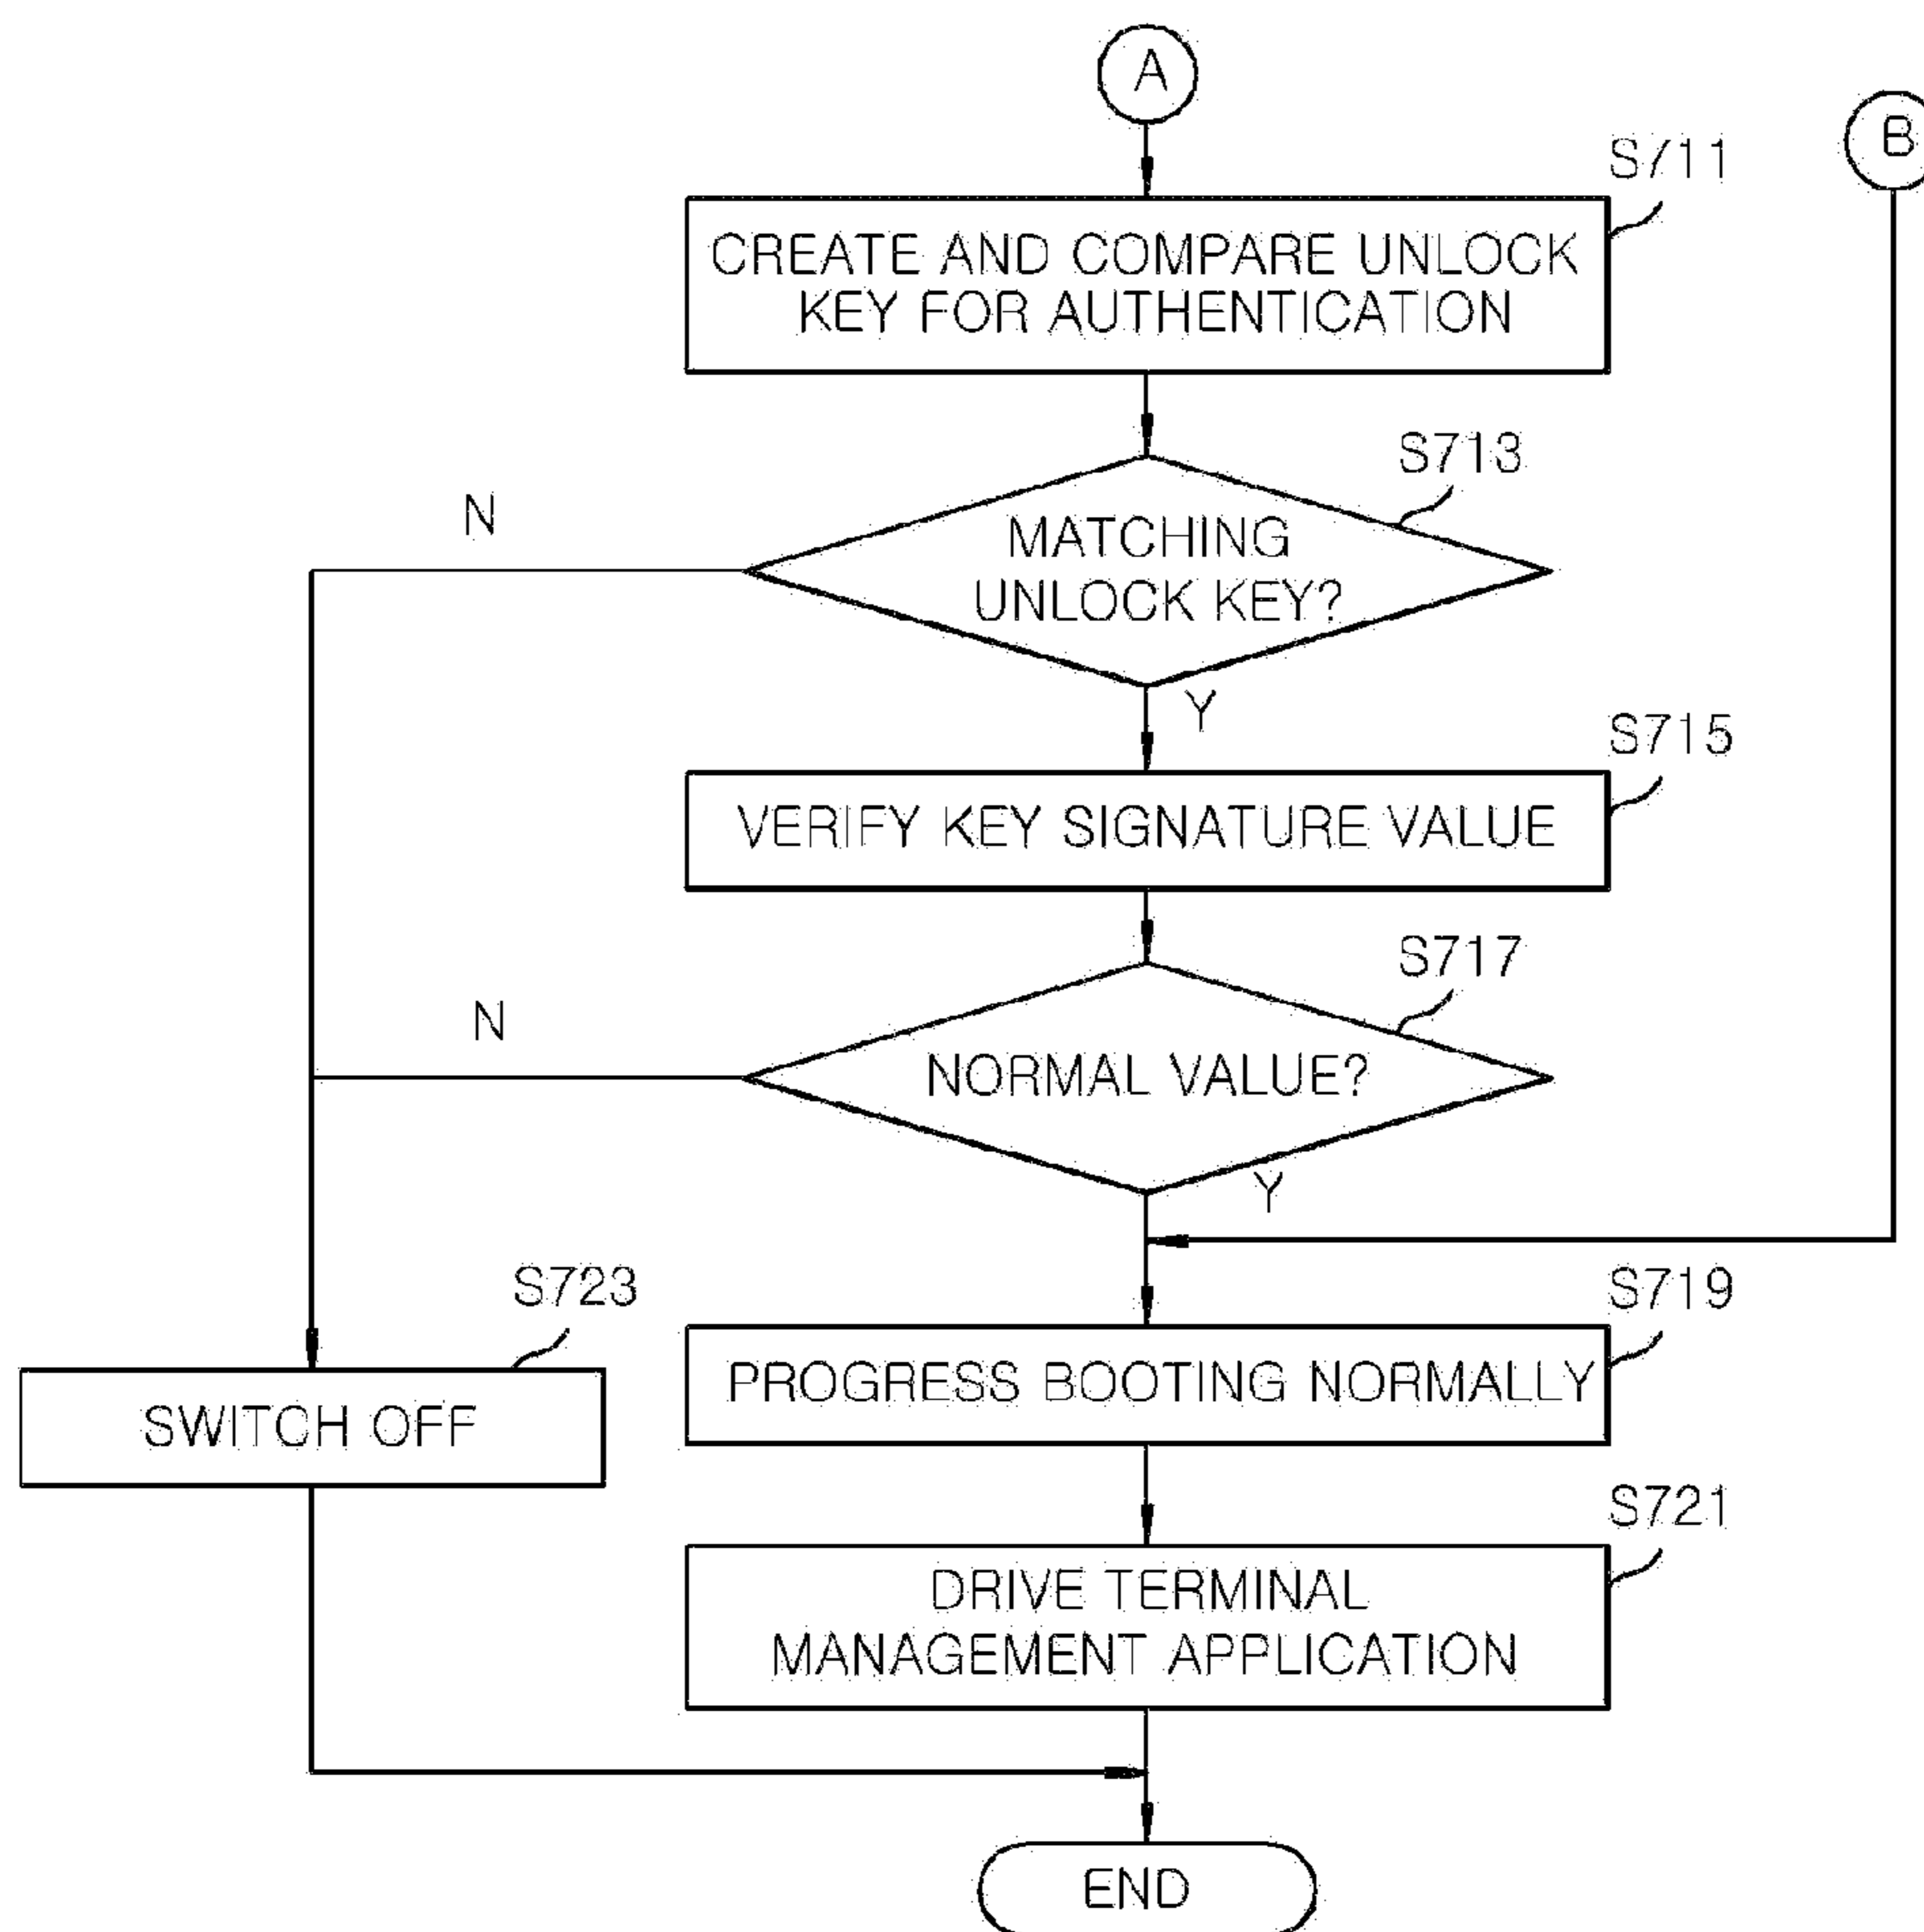 A
B
S711
CREATE AND COMPARE UNLOCK
KEY FOR AUTHENTICATION
S713
N
MATCHING
UNLOCK KEY?
Y
S715
VERIFY KEY SIGNATURE VALUE
S717
N
NORMAL VALUE?
Y
S723
S719
SWITCH OFF
PROGRESS BOOTING NORMALLY
S721
DRIVE TERMINAL
MANAGEMENT APPLICATION
END